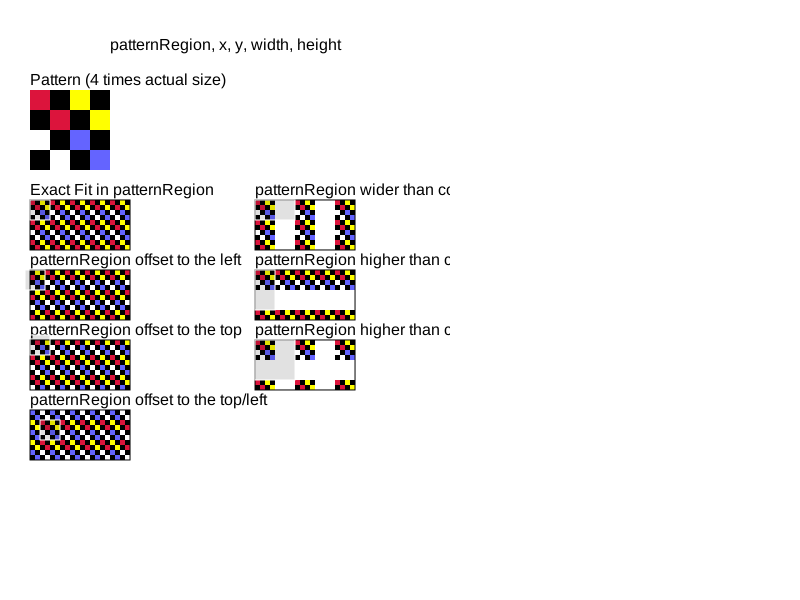 patternRegion, x, y, width, height
Pattern (4 times actual size)
Exact Fit in patternRegion
patternRegion wider than
patternRegion offset to the left
patternRegion higher than
patternRegion offset to the top
patternRegion higher than
patternRegion offset to the top/left